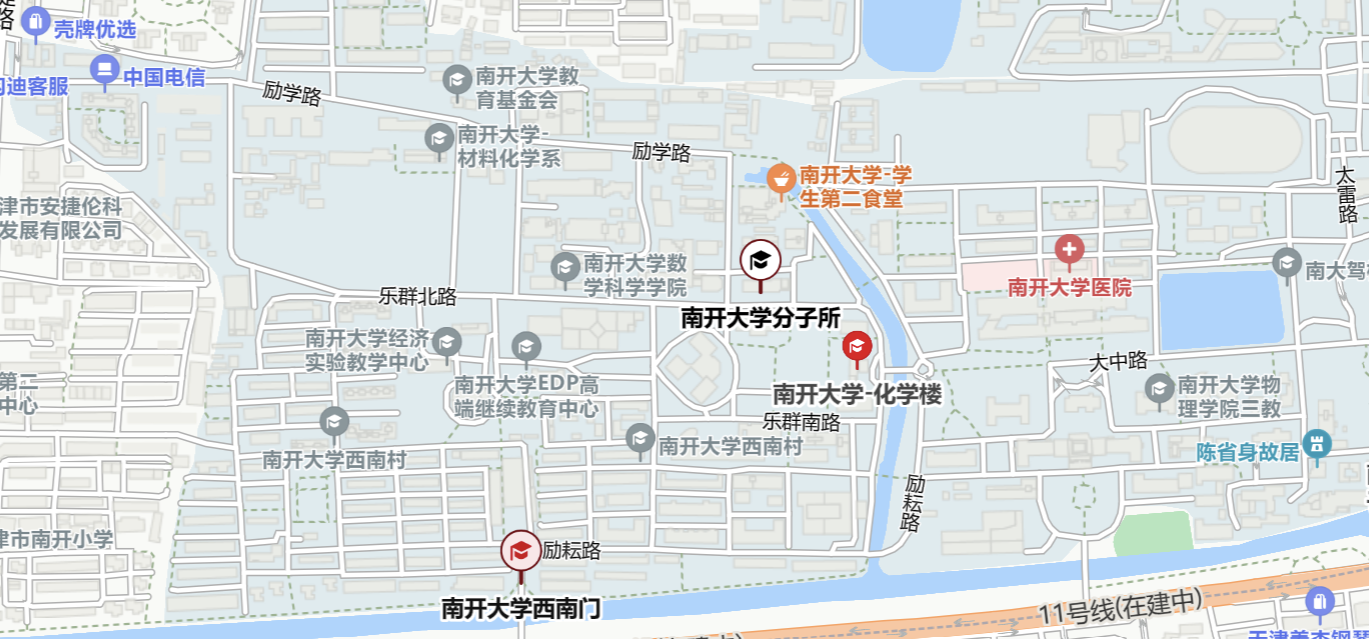 壳牌优选
中国电信
迪客服
励学路
南开大学教
育基金会
南开大学-
材料化学系
励学路
南开大学-学
生第二食堂
太雷路
津市安捷伦科
发展有限公司
南开大学数
学科学学院
南开大学医院
南大驾校
乐群北路
南开大学分子所
南开大学经济
实验教学中心
大中路
第二
中心
南开大学EDP高
端继续教育中心
南开大学-化学楼
南开大学物
理学院三教
乐群南路
南开大学西南村
南开大学西南村
陈省身故居
励耘路
津市南开小学
励耘路
南开大学西南门
11号线(在建中)